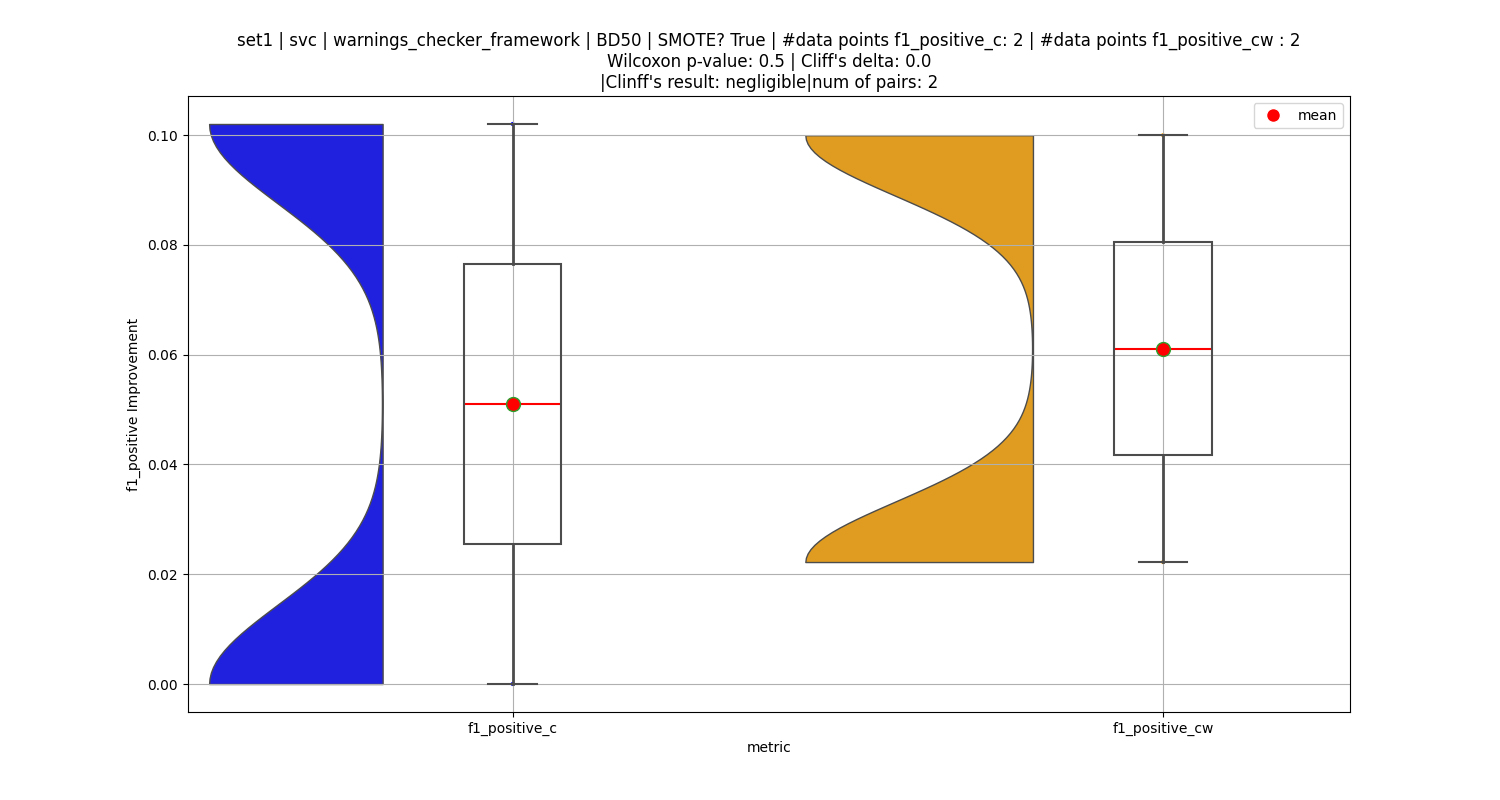 set1 | svc | warnings_checker_framework | BD50 | SMOTE? True | #data points f1_positive_c: 2 | #data points f1_positive_cw : 2
Wilcoxon p-value: 0.5 | Cliff's delta: 0.0
|Clinff's result: negligible|num of pairs: 2
mean
0.10
0.08
0.06
0.04
0.02
0.00
f1_positive Improvement
f1_positive_c
f1_positive_cw
metric